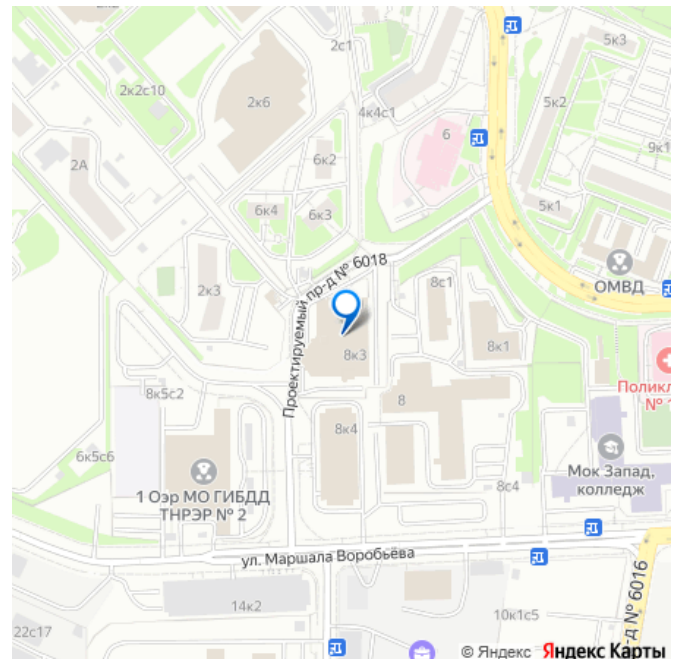 2с1
5к3
2к2с10
2к6
4к4с1
5к2
6
9к1
2А
6к2
5к1
6к4
6к3
Проектируемый пр-д № 6018
ОМВД
2к3
8с1
8к3
8к1
Поликл
№ 1
8к5с2
8
8к4
6к5с6
Мок Запад,
колледж
1 Оэр МО ГИБДД
ТНРЭР № 2
8с4
ул. Маршала Воробьёва
-д № 6016
14к2
10к1с5
22с17
© Яндекс Яндекс Карты